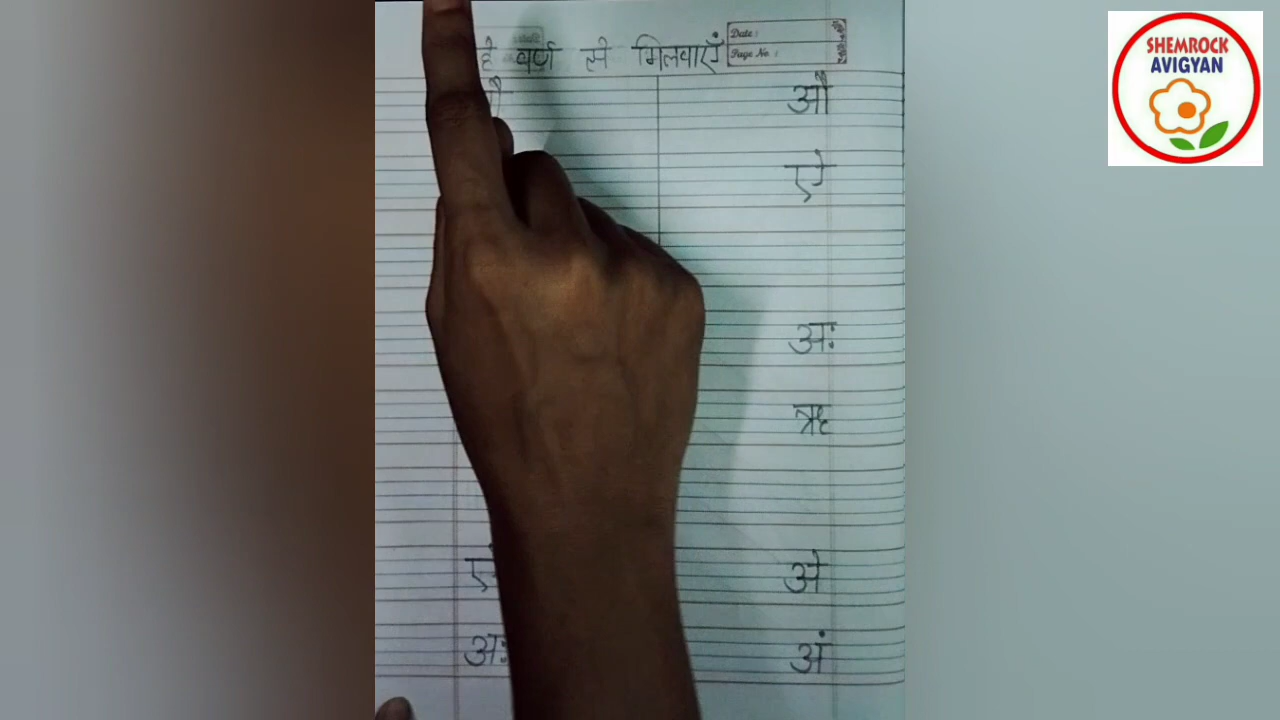 है वर्ण से मिलवाएँ
Date :
Page No. :
औ
ऐ
अः
ऋ
ओ
अः
अं
SHEMROCK
AVIGYAN